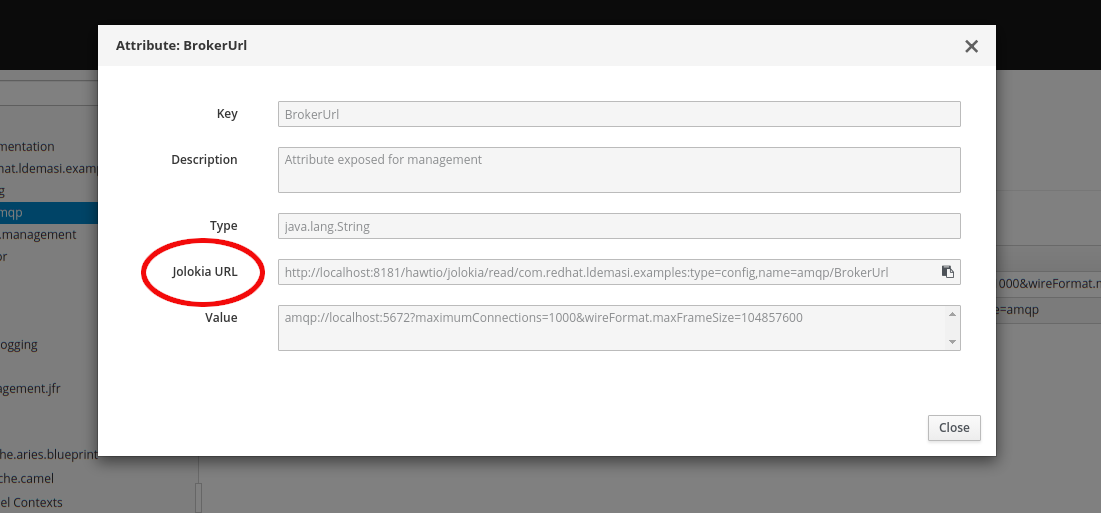 Attribute: BrokerUrl
Key
BrokerUrl
Description
Attribute exposed for management
Type
java.lang.String
Jolokia URL
http://localhost:8181/hawtio/jolokia/read/com.redhat.ldemasi.examples:type=config,name=amqp/BrokerUrl
Value
amqp://localhost:5672?maximumConnections=1000&wireFormat.maxFrameSize=104857600
Close
mentation
hat.ldemasi.examp
g
mqp
.management
or
ogging
agement.jfr
he.aries.blueprint
che.camel
el Contexts
000&wireFormat.m
e=amqp